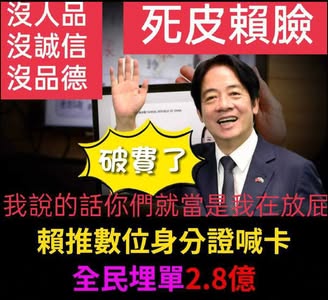 沒人品
沒誠信
沒品德
死皮賴臉
破費了
我說的話你們就當是我在放屁
賴推數位身分證喊卡
全民埋單2.8億